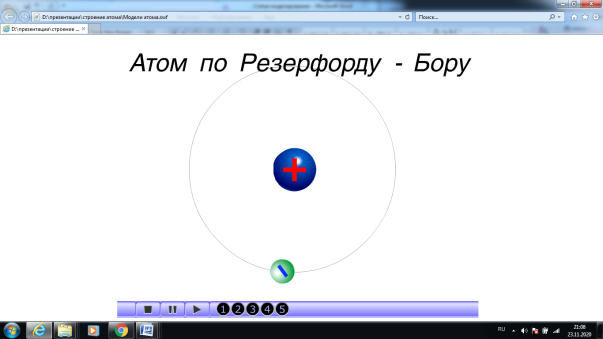 D:\презентации\строение атома\Модели атома.swf
Поиск...
D:\презентации\строение ...
Атом по Резерфорду - Бору
+
1 2 3 4 5
RU
21:08
23.11.2020